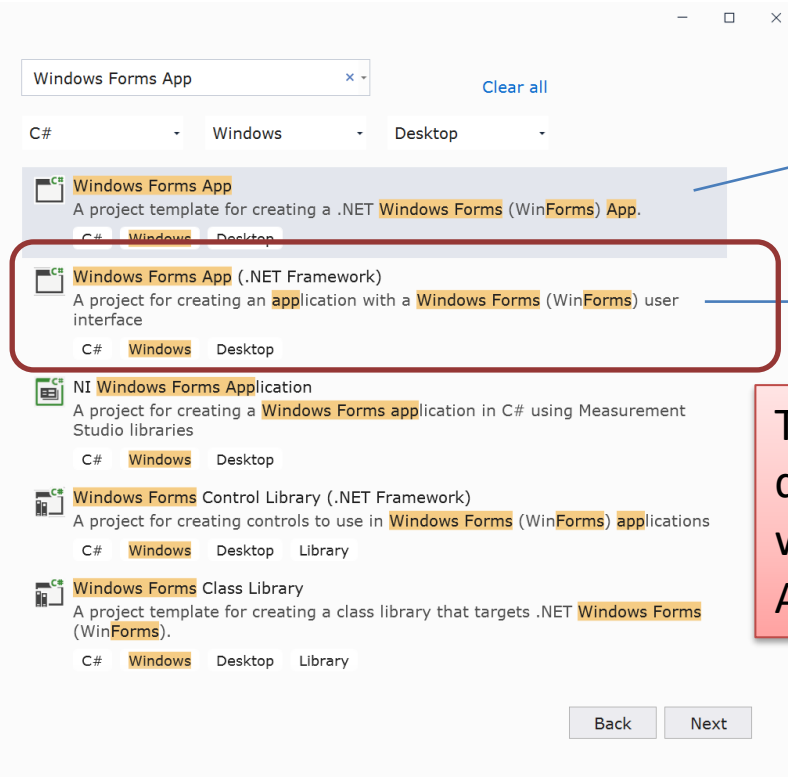 Windows Forms App
Clear all
C# Windows Desktop
Windows Forms App
A project template for creating a .NET Windows Forms (WinForms) App.
C# Windows Desktop
Windows Forms App (.NET Framework)
A project for creating an application with a Windows Forms (WinForms) user
interface
C# Windows Desktop
NI Windows Forms Application
A project for creating a Windows Forms application in C# using Measurement
Studio libraries
C# Windows Desktop
Windows Forms Control Library (.NET Framework)
A project for creating controls to use in Windows Forms (WinForms) applications
C# Windows Desktop Library
Windows Forms Class Library
A project template for creating a class library that targets .NET Windows Forms
(WinForms).
C# Windows Desktop Library
Back Next